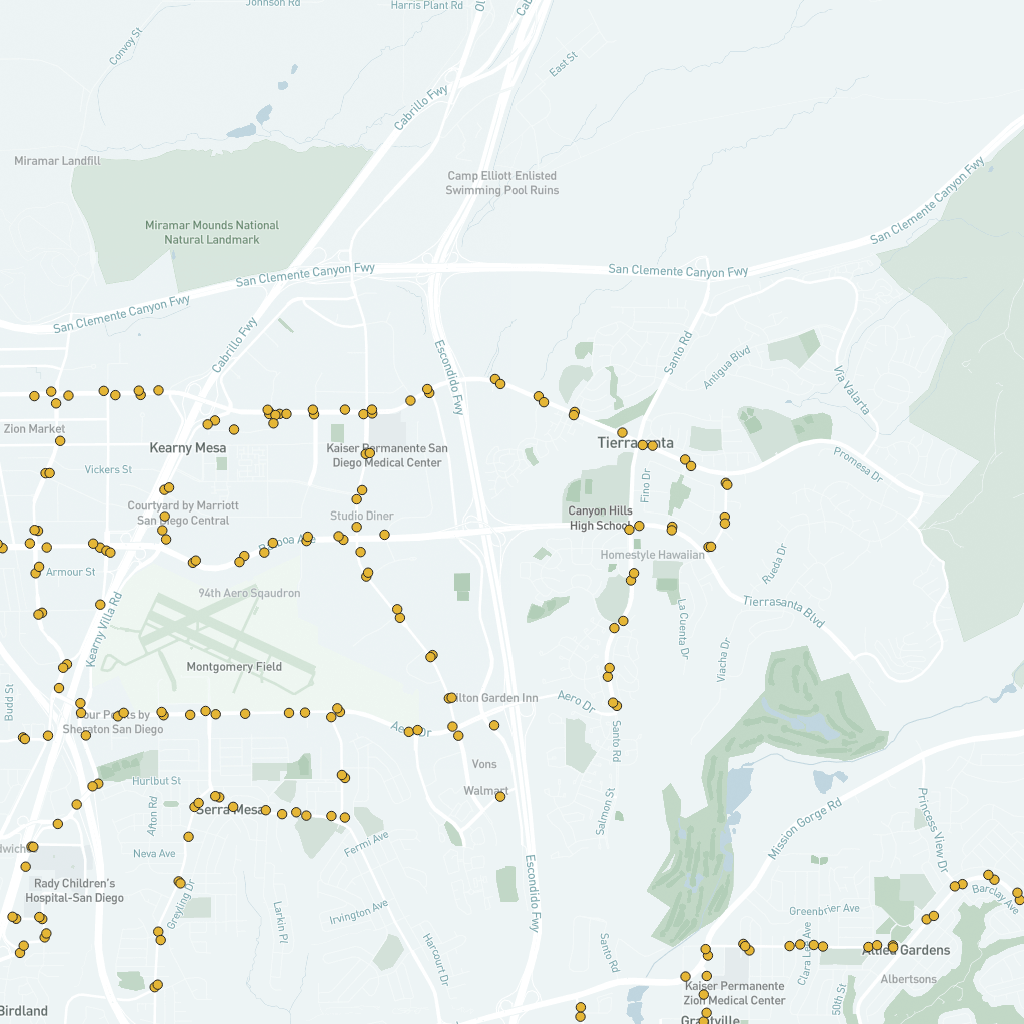 Johnson Rd
Harris Plant Rd
Convoy St
East St
Cabrillo Fwy
Miramar Landfill
Camp Elliott Enlisted
Swimming Pool Ruins
San Clemente Canyon Fwy
Miramar Mounds National
Natural Landmark
San Clemente Canyon Fwy
San Clemente Canyon Fwy
San Clemente Canyon Fwy
Cabrillo Fwy
Escondido Fwy
Santo Rd
Antigua Blvd
Via Valarta
Zion Market
Kearny Mesa
Kaiser Permanente San
Diego Medical Center
Tierrasanta
Promesa Dr
Vickers St
Fino Dr
Courtyard by Marriott
San Diego Central
Studio Diner
Canyon Hills
High School
Balboa Ave
Homestyle Hawaiian
Rueda Dr
Armour St
94th Aero Sqaudron
Kearny Villa Rd
La Cuenta Dr
Tierrasanta Blvd
Viacha Dr
Montgomery Field
Budd St
Hilton Garden Inn
Aero Dr
Four Points by
Sheraton San Diego
Aero Dr
Santo Rd
Vons
Hurlbut St
Walmart
Afton Rd
Serra Mesa
Salmon St
Mission Gorge Rd
Princess View Dr
Neva Ave
Fermi Ave
Escondido Fwy
Rady Children's
Hospital-San Diego
Greyling Dr
Larkin Pl
Irvington Ave
Barclay Ave
Greenbrier Ave
Clara Lee Ave
Harcourt Dr
Santo Rd
Allied Gardens
Albertsons
Kaiser Permanente
Zion Medical Center
50th St
Birdland
Grantville